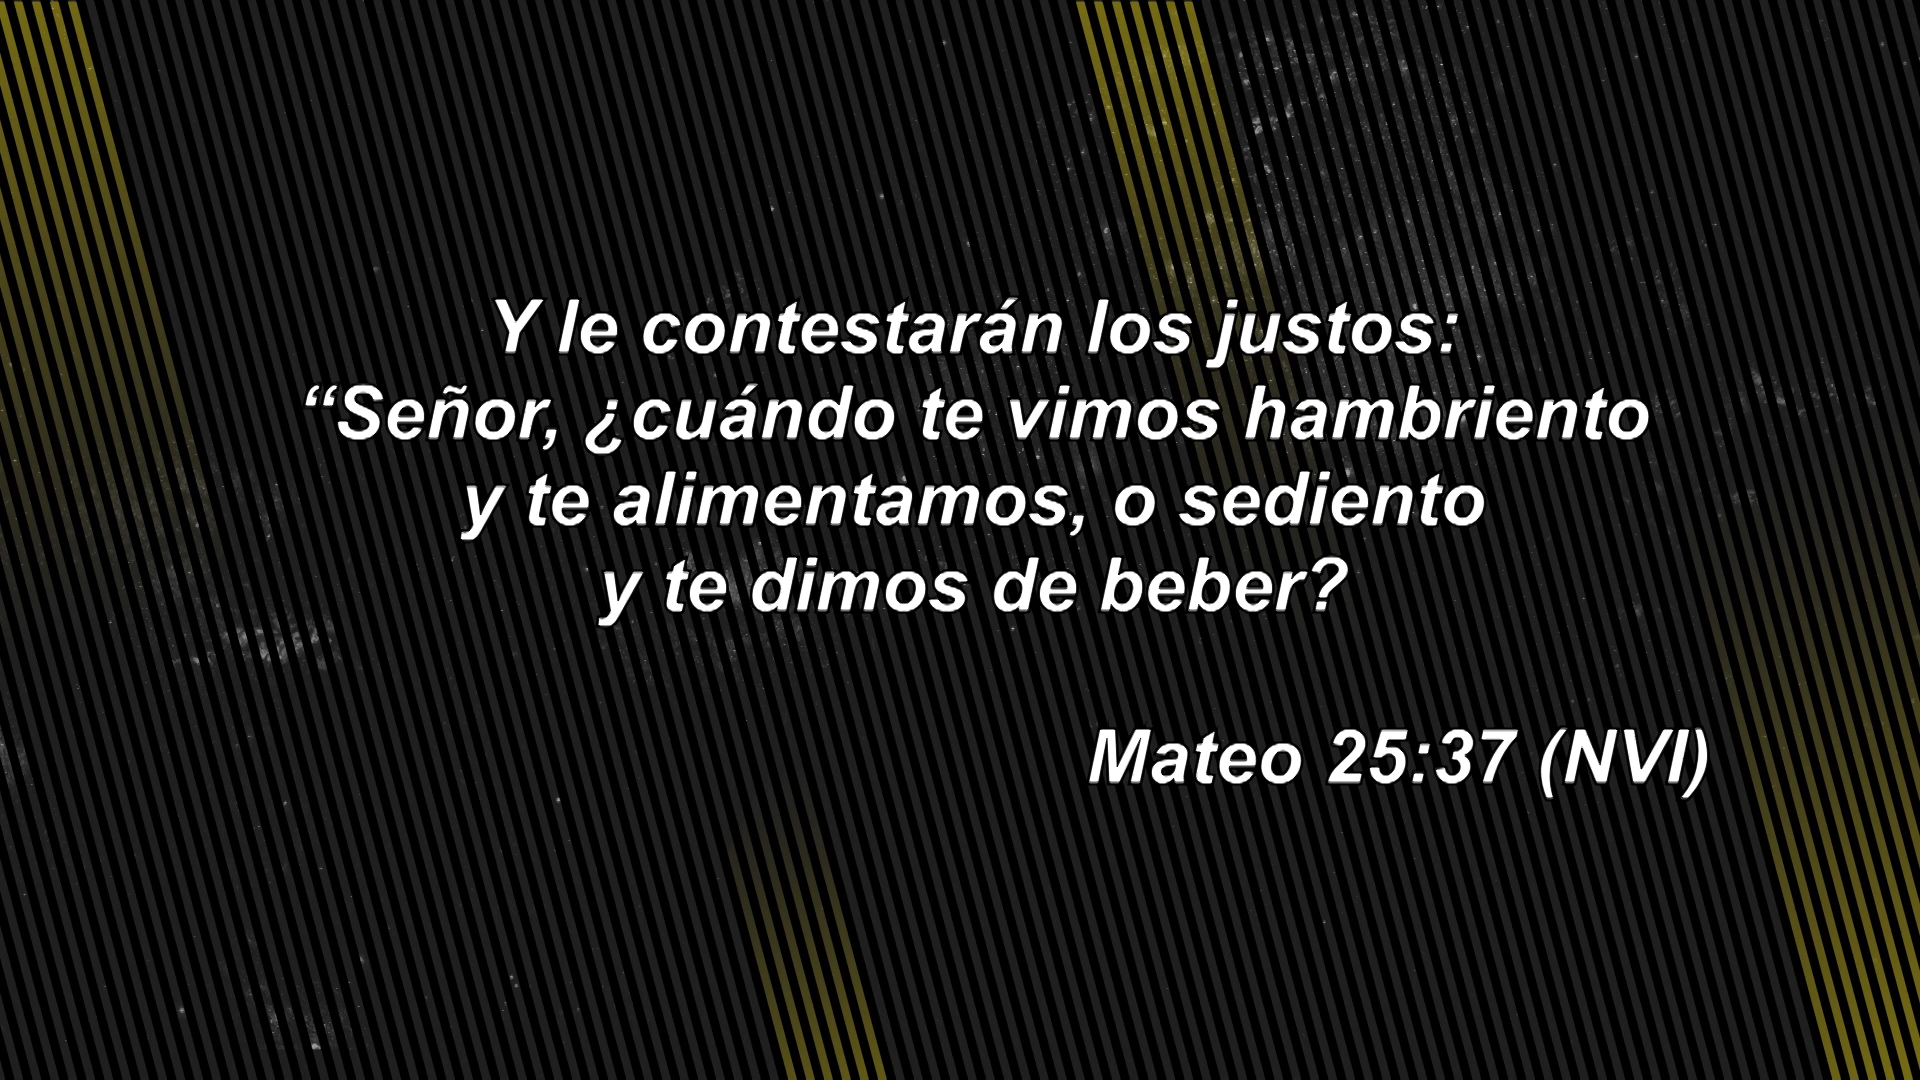 Y le contestarán los justos:
“Señor, ¿cuándo te vimos hambriento
y te alimentamos, o sediento
y te dimos de beber?
Mateo 25:37 (NVI)